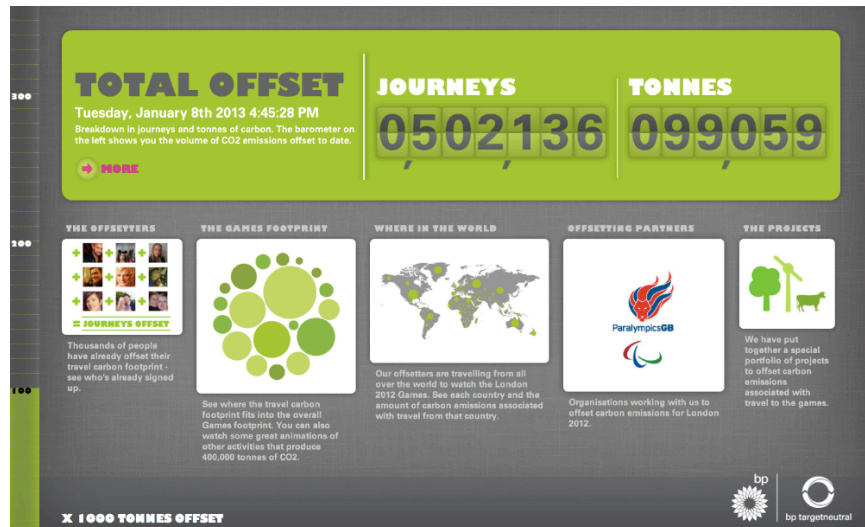 300
200
100
TOTAL OFFSET
Tuesday, January 8th 2013 4:45:28 PM
Breakdown in journeys and tonnes of carbon. The barometer on
the left shows you the volume of CO2 emissions offset to date.
MORE
JOURNEYS
0,502,136
TONNES
099,059
THE OFFSETTERS
= JOURNEYS OFFSET
Thousands of people
have already offset their
travel carbon footprint -
see who's already signed
up.
THE GAMES FOOTPRINT
See where the travel carbon
footprint fits into the overall
Games footprint. You can also
watch some great animations of
other activities that produce
400,000 tonnes of CO2.
WHERE IN THE WORLD
Our offsetters are travelling from all
over the world to watch the London
2012 Games. See each country and the
amount of carbon emissions associated
with travel from that country.
OFFSETTING PARTNERS
ParalympicsGB
Organisations working with us to
offset carbon emissions for London
2012.
THE PROJECTS
We have put
together a special
portfolio of projects
to offset carbon
emissions
associated with
travel to the games.
X 1000 TONNES OFFSET
bp
bp targetneutral